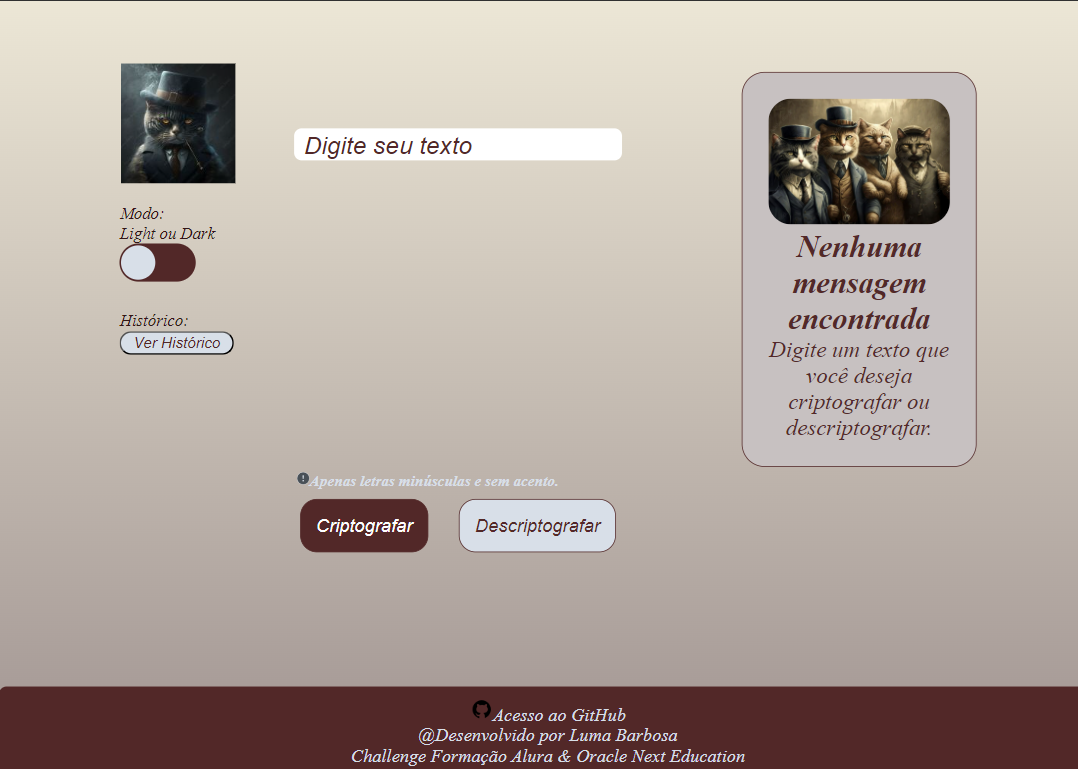 Modo:
Light ou Dark
Histórico:
Ver Histórico
Digite seu texto
Apenas letras minúsculas e sem acento.
Criptografar
Descriptografar
Nenhuma
mensagem
encontrada
Digite um texto que
você deseja
criptografar ou
descriptografar.
Acesso ao GitHub
@Desenvolvido por Luma Barbosa
Challenge Formação Alura & Oracle Next Education